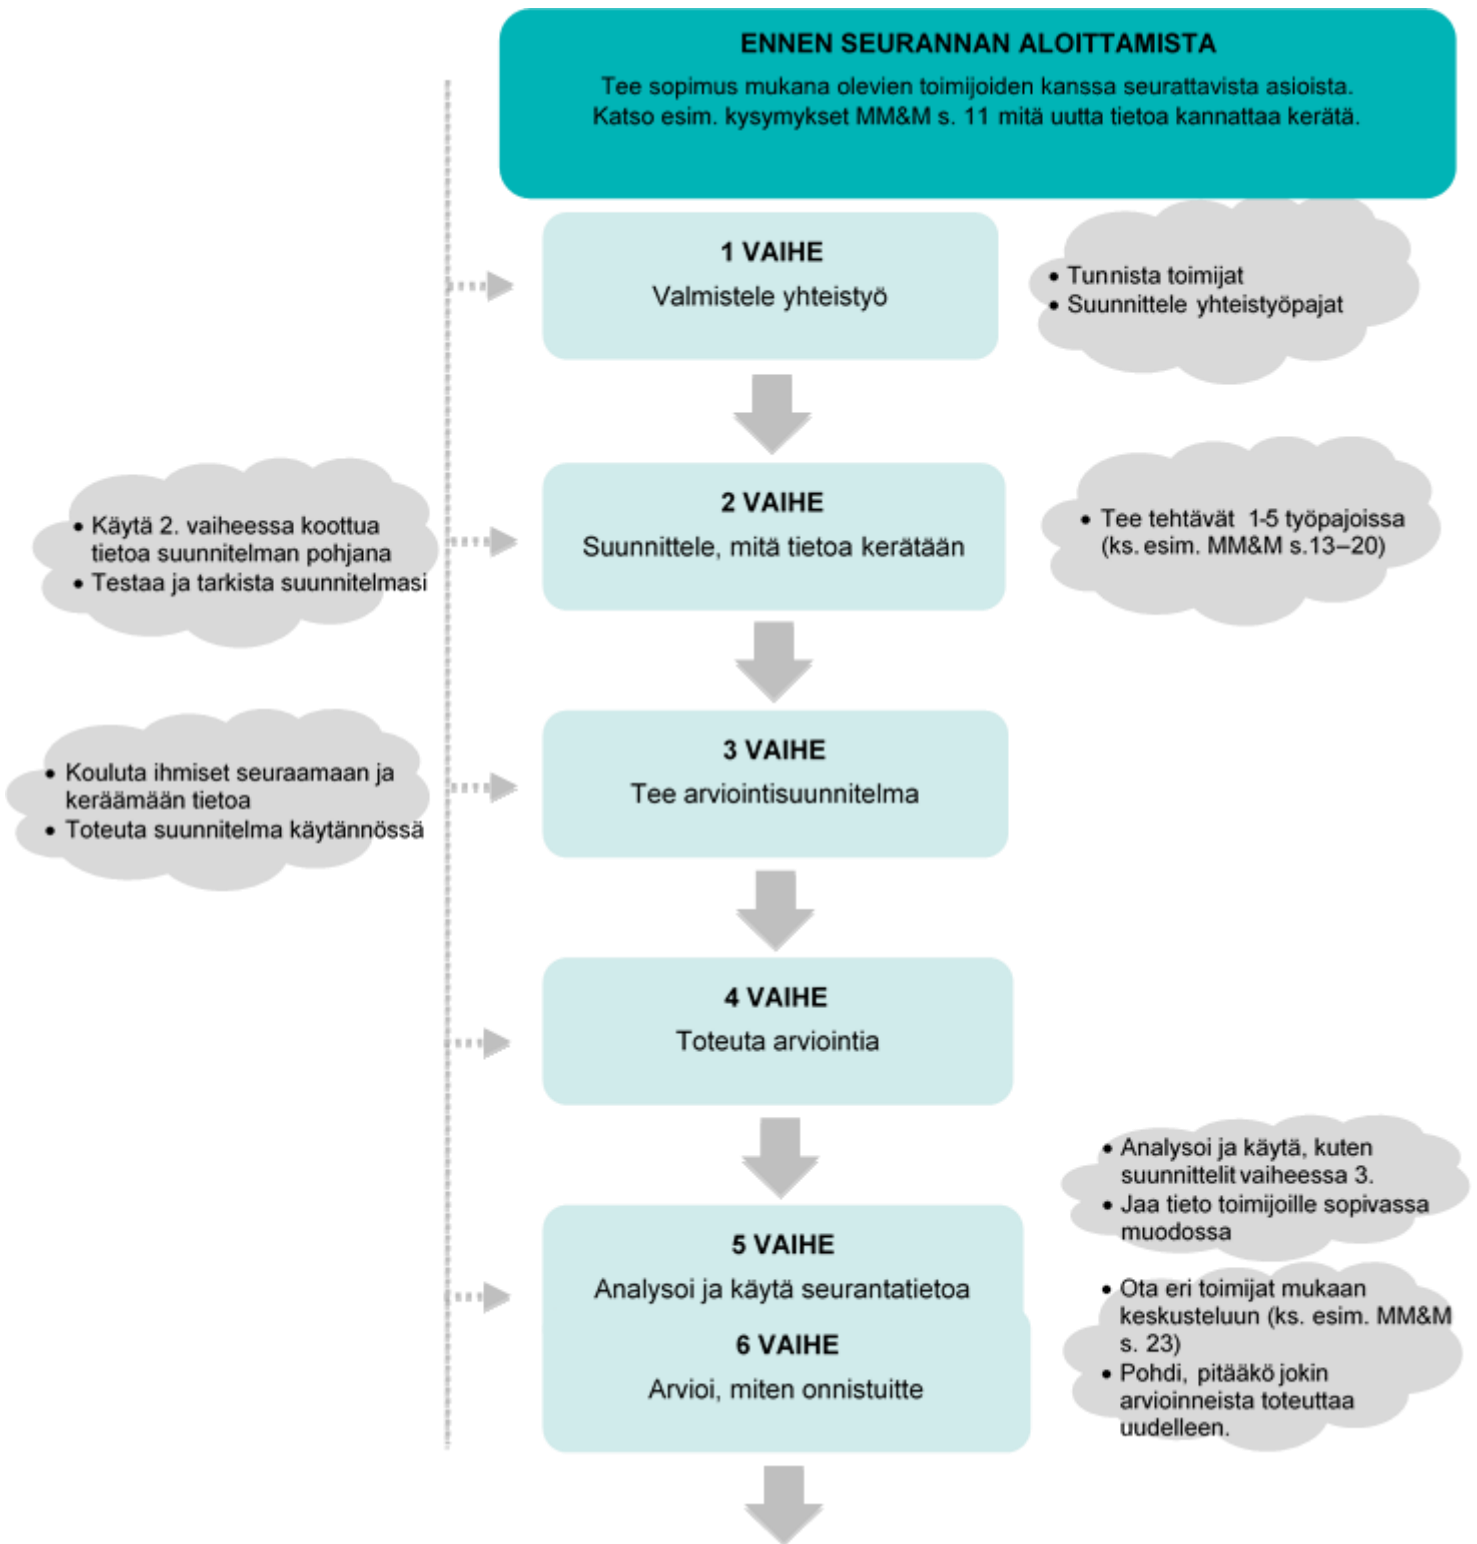 ENNEN SEURANNAN ALOITTAMISTA
Tee sopimus mukana olevien toimijoiden kanssa seurattavista asioista.
Katso esim. kysymykset MM&M s. 11 mitä uutta tietoa kannattaa kerätä.
1 VAIHE
Valmistele yhteistyö
• Tunnista toimijat
• Suunnittele yhteistyöpajat
2 VAIHE
Suunnittele, mitä tietoa kerätään
• Tee tehtävät 1-5 työpajoissa
(ks. esim. MM&M s.13–20)
• Käytä 2. vaiheessa koottua
tietoa suunnitelman pohjana
• Testaa ja tarkista suunnitelmasi
3 VAIHE
Tee arviointisuunnitelma
• Kouluta ihmiset seuraamaan ja
keräämään tietoa
• Toteuta suunnitelma käytännössä
4 VAIHE
Toteuta arviointia
5 VAIHE
Analysoi ja käytä seurantatietoa
• Analysoi ja käytä, kuten
suunnittelit vaiheessa 3.
• Jaa tieto toimijoille sopivassa
muodossa
6 VAIHE
Arvioi, miten onnistuitte
• Ota eri toimijat mukaan
keskusteluun (ks. esim. MM&M
s. 23)
• Pohdi, pitääkö jokin
arvioinneista toteuttaa
uudelleen.